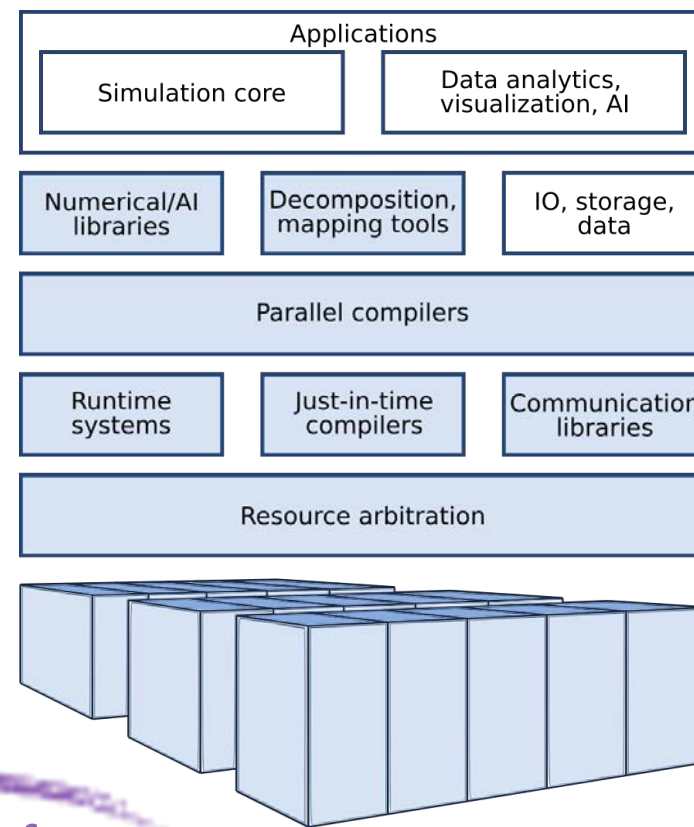 Applications
Simulation core
Data analytics,
visualization, AI
Numerical/AI
libraries
Decomposition,
mapping tools
IO, storage,
data
Parallel compilers
Runtime
systems
Just-in-time
compilers
Communication
libraries
Resource arbitration